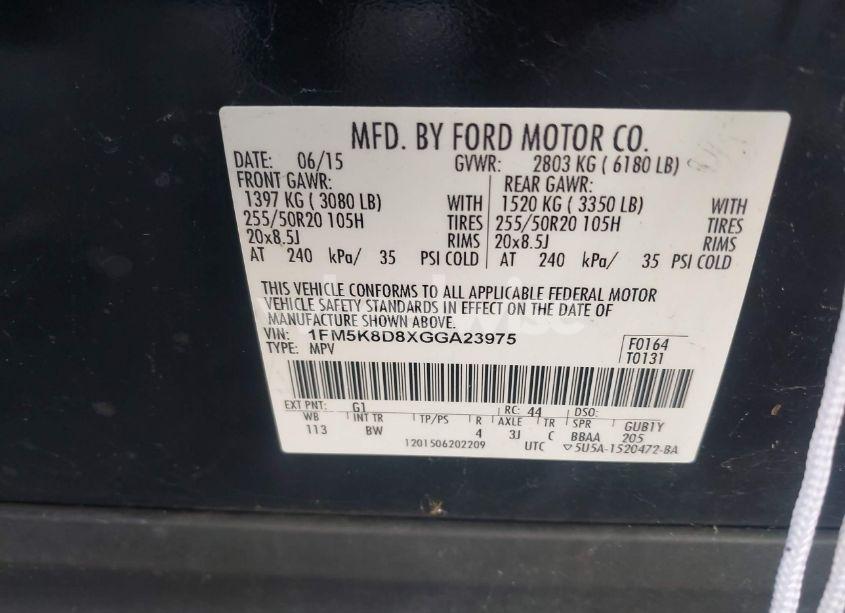 MFD. BY FORD MOTOR CO.
DATE: 06/15 GVWR: 2803 KG ( 6180 LB)
FRONT GAWR: REAR GAWR:
1397 KG ( 3080 LB) WITH 1520 KG ( 3350 LB) WITH
255/50R20 105H TIRES 255/50R20 105H TIRES
20x8.5J RIMS 20x8.5J RIMS
AT 240 kPa/ 35 PSI COLD AT 240 kPa/ 35 PSI COLD
THIS VEHICLE CONFORMS TO ALL APPLICABLE FEDERAL MOTOR
VEHICLE SAFETY STANDARDS IN EFFECT ON THE DATE OF
MANUFACTURE SHOWN ABOVE.
VIN: 1FM5K8D8XGGA23975 F0164
TYPE: MPV T0131
EXT PNT: G1 RC: 44 DSO:
WB INT TR TP/PS R AXLE TR SPR GUB1Y
113 BW 4 3J C BBAA 205
1201506202209 UTC ▽5U5A-1520472-BA